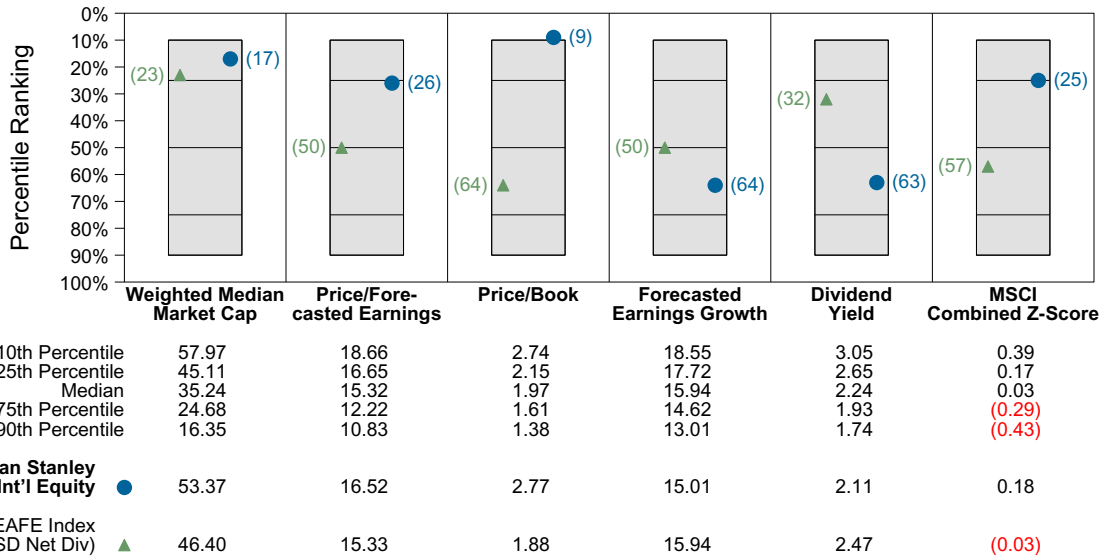 Percentile Ranking
0%
10%
20%
30%
40%
50%
60%
70%
80%
90%
100%
(23) (17)
(50) (26)
(64) (9)
(50) (64)
(32) (63)
(57) (25)
Weighted Median Market Cap
Price/Fore-casted Earnings
Price/Book
Forecasted Earnings Growth
Dividend Yield
MSCI Combined Z-Score
10th Percentile 57.97 18.66 2.74 18.55 3.05 0.39
25th Percentile 45.11 16.65 2.15 17.72 2.65 0.17
Median 35.24 15.32 1.97 15.94 2.24 0.03
75th Percentile 24.68 12.22 1.61 14.62 1.93 (0.29)
90th Percentile 16.35 10.83 1.38 13.01 1.74 (0.43)
an Stanley
Int'l Equity 53.37 16.52 2.77 15.01 2.11 0.18
EAFE Index
SD Net Div) 46.40 15.33 1.88 15.94 2.47 (0.03)